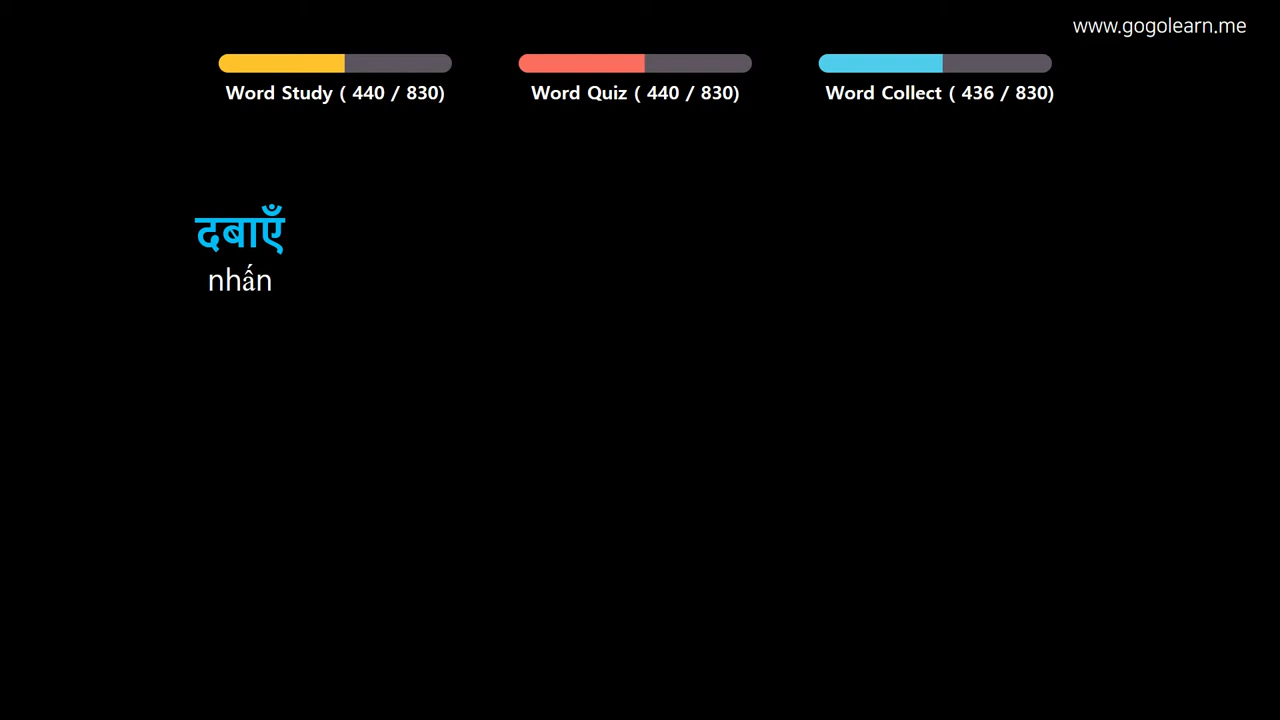 www.gogolearn.me
Word Study ( 440 / 830)
Word Quiz ( 440 / 830)
Word Collect ( 436 / 830)
दबाएँ
nhấn